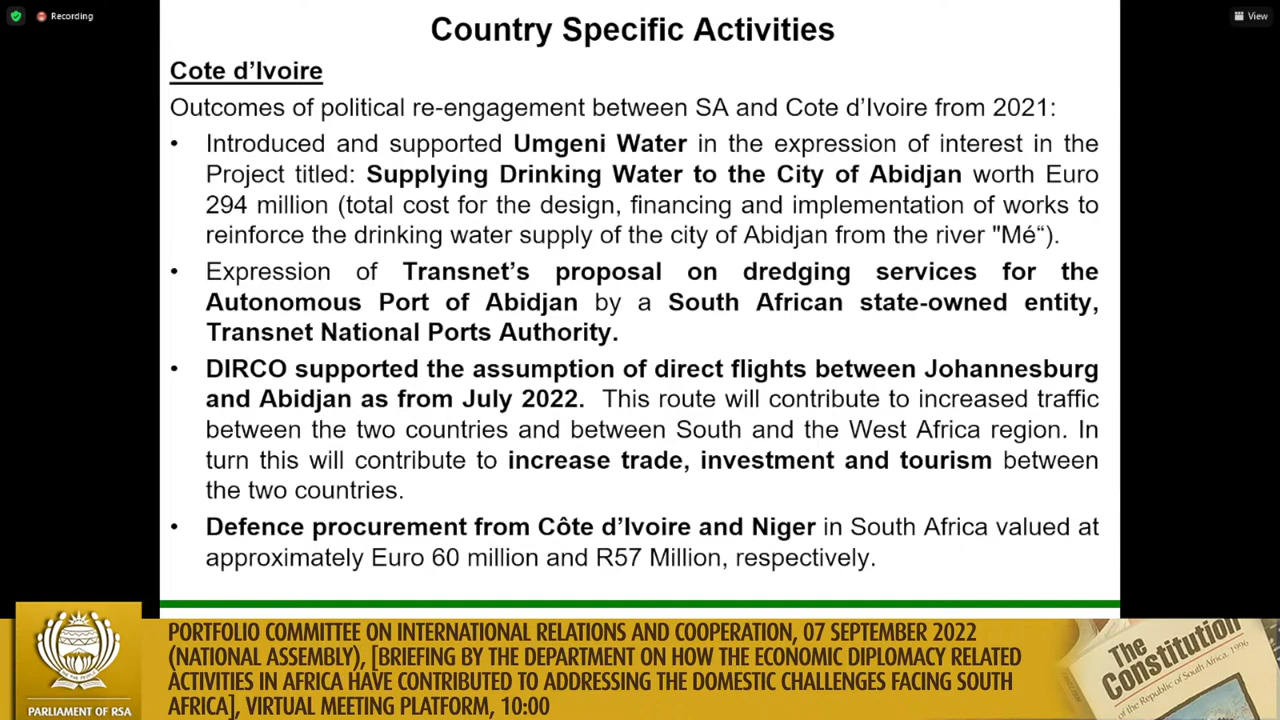 Recording
View
Country Specific Activities
Cote d’Ivoire
Outcomes of political re-engagement between SA and Cote d’Ivoire from 2021:
• Introduced and supported Umgeni Water in the expression of interest in the
Project titled: Supplying Drinking Water to the City of Abidjan worth Euro
294 million (total cost for the design, financing and implementation of works to
reinforce the drinking water supply of the city of Abidjan from the river "Mé“).
• Expression of Transnet’s proposal on dredging services for the
Autonomous Port of Abidjan by a South African state-owned entity,
Transnet National Ports Authority.
• DIRCO supported the assumption of direct flights between Johannesburg
and Abidjan as from July 2022. This route will contribute to increased traffic
between the two countries and between South and the West Africa region. In
turn this will contribute to increase trade, investment and tourism between
the two countries.
• Defence procurement from Côte d’Ivoire and Niger in South Africa valued at
approximately Euro 60 million and R57 Million, respectively.
PARLIAMENT OF RSA
PORTFOLIO COMMITTEE ON INTERNATIONAL RELATIONS AND COOPERATION, 07 SEPTEMBER 2022
(NATIONAL ASSEMBLY), [BRIEFING BY THE DEPARTMENT ON HOW THE ECONOMIC DIPLOMACY RELATED
ACTIVITIES IN AFRICA HAVE CONTRIBUTED TO ADDRESSING THE DOMESTIC CHALLENGES FACING SOUTH
AFRICA], VIRTUAL MEETING PLATFORM, 10:00
The
Constitution
of the Republic of South Africa, 1996